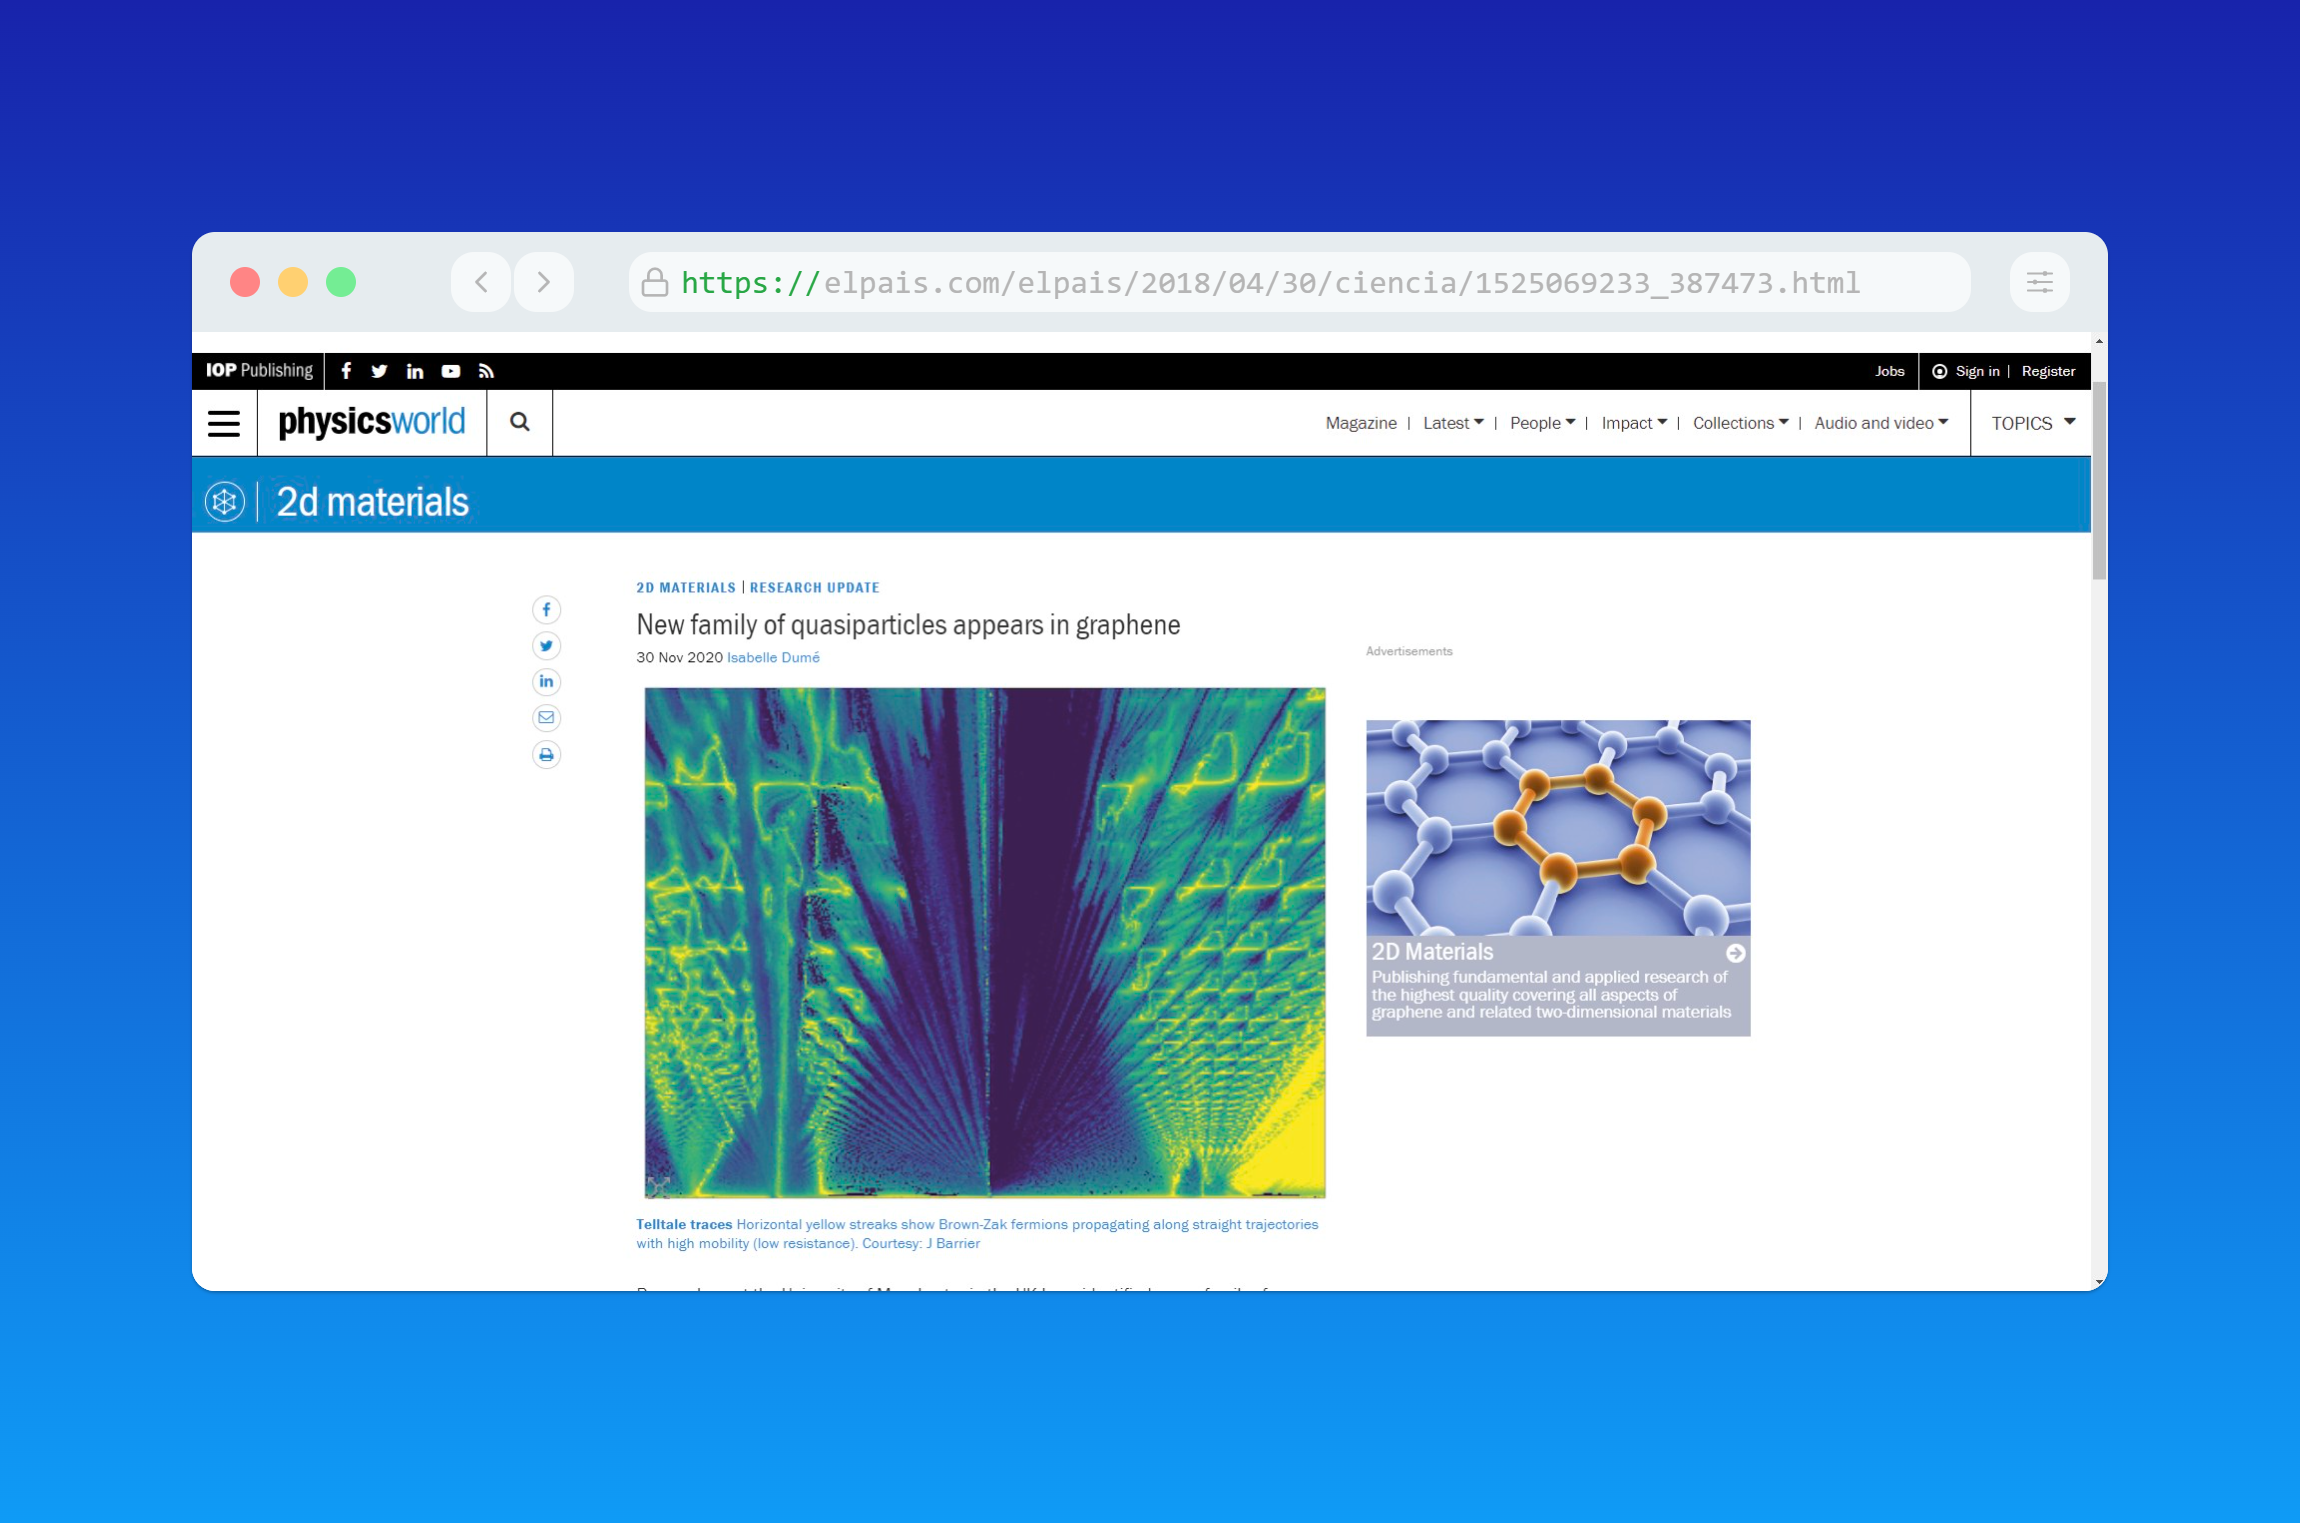 https://elpais.com/elpais/2018/04/30/ciencia/1525069233_387473.html
IOP Publishing
Jobs
Sign in | Register
physicsworld
Magazine | Latest | People | Impact | Collections | Audio and video
TOPICS
2d materials
2D MATERIALS | RESEARCH UPDATE
New family of quasiparticles appears in graphene
30 Nov 2020 Isabelle Dumé
Advertisements
2D Materials
Publishing fundamental and applied research of
the highest quality covering all aspects of
graphene and related two-dimensional materials
Telltale traces Horizontal yellow streaks show Brown-Zak fermions propagating along straight trajectories
with high mobility (low resistance). Courtesy: J Barrier